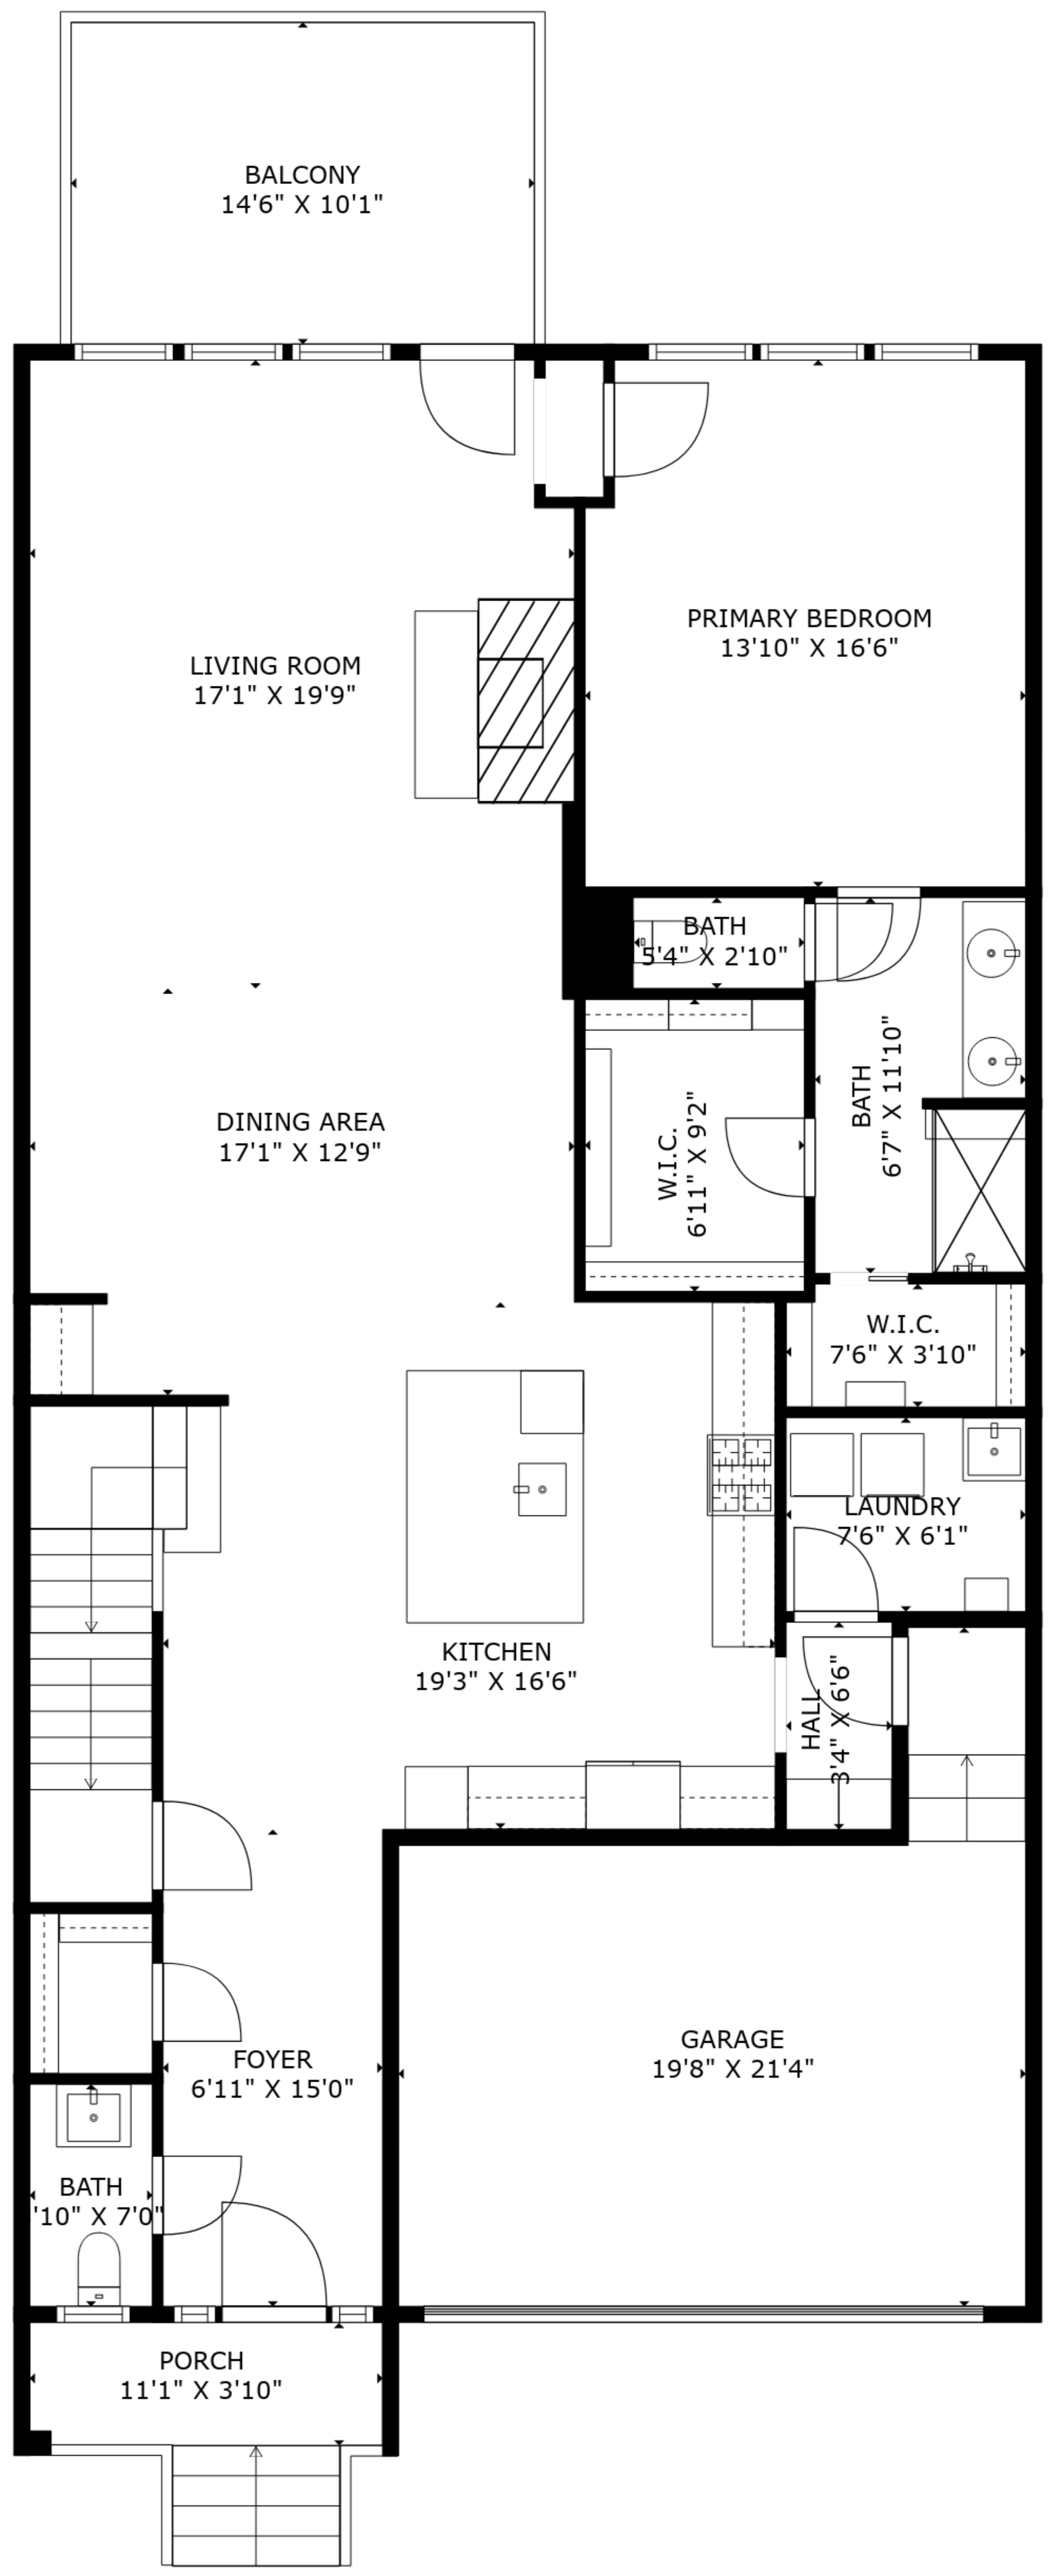 BALCONY
14'6" X 10'1"
PRIMARY BEDROOM
13'10" X 16'6"
LIVING ROOM
17'1" X 19'9"
BATH
5'4" X 2'10"
BATH
6'7" X 11'10"
DINING AREA
17'1" X 12'9"
W.I.C.
6'11" X 9'2"
W.I.C.
7'6" X 3'10"
LAUNDRY
7'6" X 6'1"
KITCHEN
19'3" X 16'6"
HALL
3'4" X 6'6"
GARAGE
19'8" X 21'4"
FOYER
6'11" X 15'0"
BATH
'10" X 7'0"
PORCH
11'1" X 3'10"